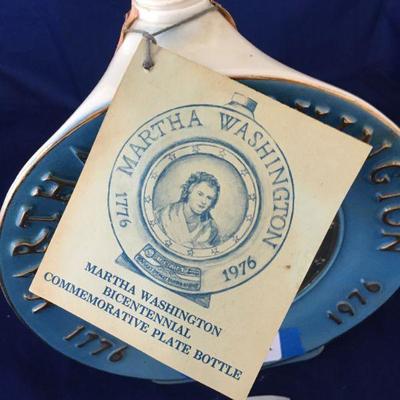 MARTHA WASHINGTON
1776
1976
MARTHA WASHINGTON
BICENTENNIAL
COMMEMORATIVE PLATE BOTTLE
1776
1976